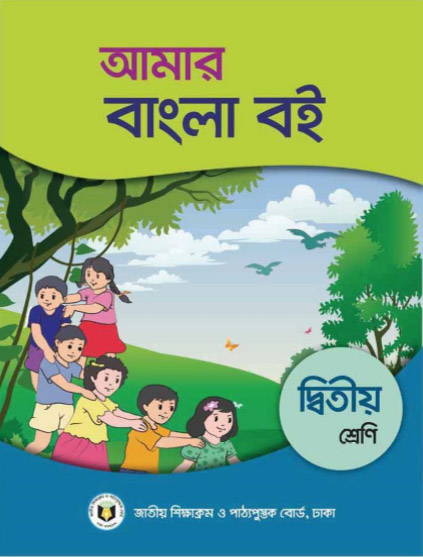 আমার
বাংলা বই
দ্বিতীয়
শ্রেণি
জাতীয় শিক্ষাক্রম ও পাঠ্যপুস্তক বোর্ড, ঢাকা